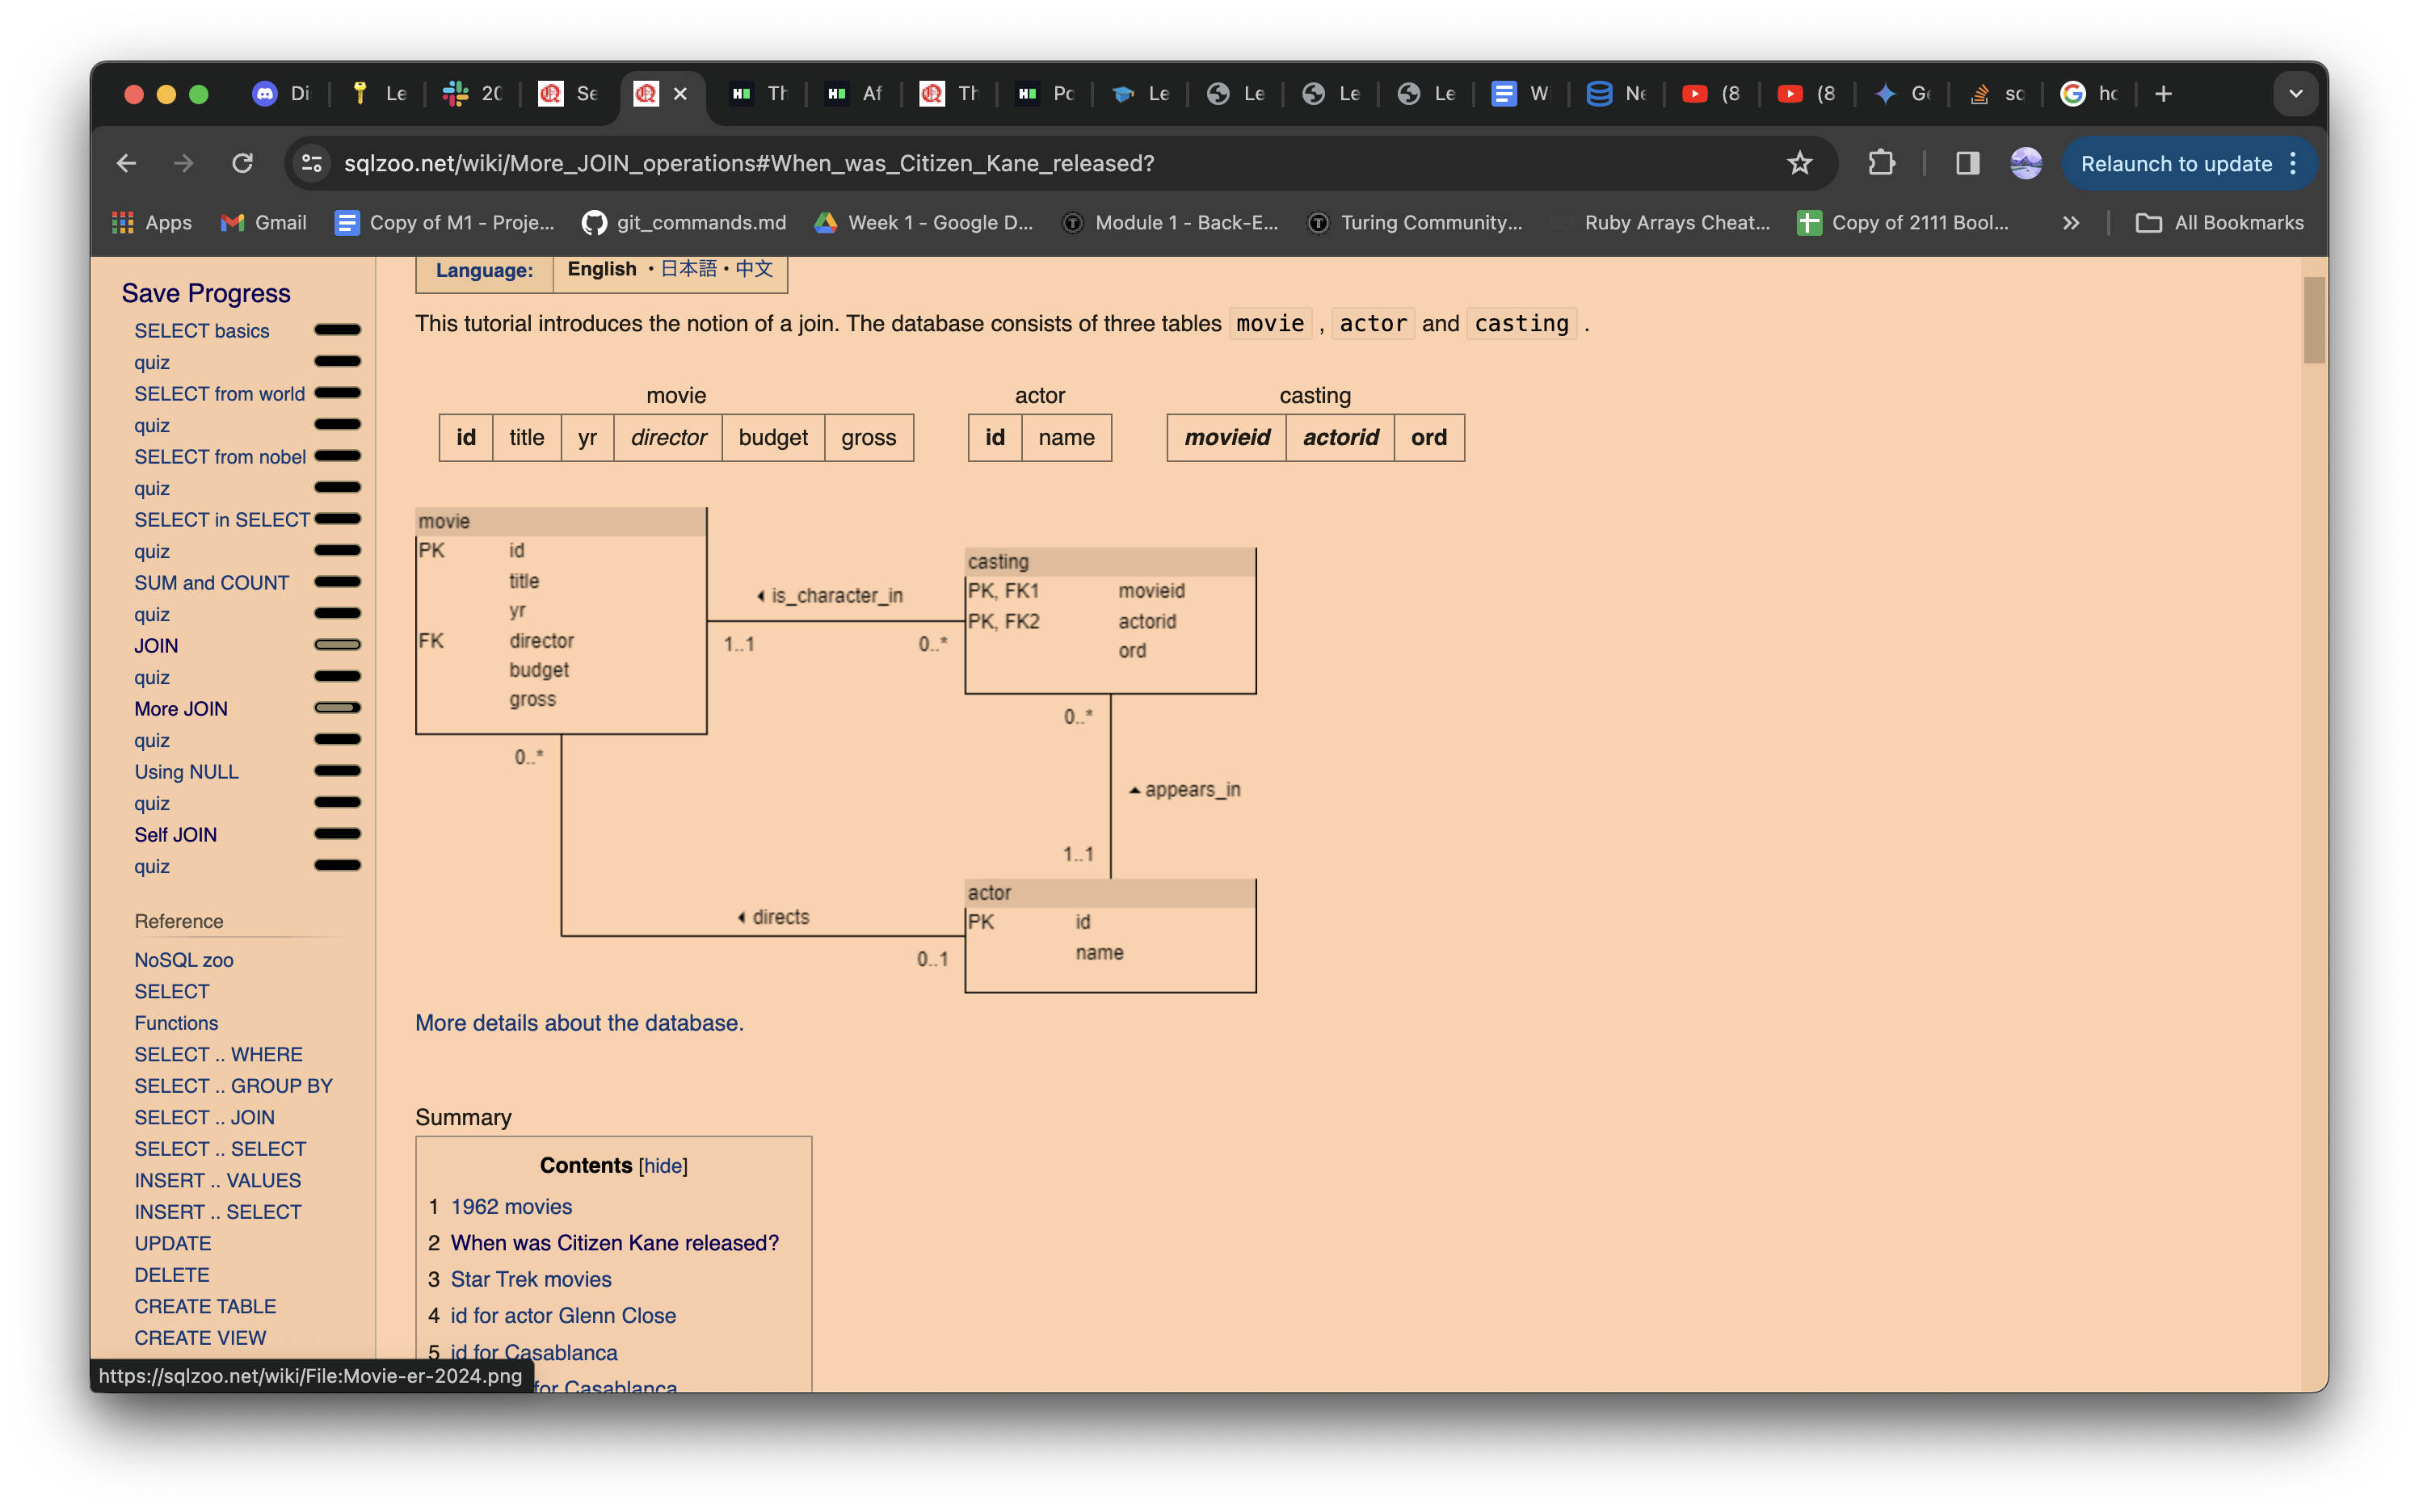 Di
Le
20
Se
Th
Af
Th
Po
Le
Le
Le
Le
W
Ne
(8
(8
Ge
sq
ho
sqlzoo.net/wiki/More_JOIN_operations#When_was_Citizen_Kane_released?
Relaunch to update
Apps
Gmail
Copy of M1 - Proje...
git_commands.md
Week 1 - Google D...
Module 1 - Back-E...
Turing Community...
Ruby Arrays Cheat...
Copy of 2111 Bool...
All Bookmarks
Save Progress
SELECT basics
quiz
SELECT from world
quiz
SELECT from nobel
quiz
SELECT in SELECT
quiz
SUM and COUNT
quiz
JOIN
quiz
More JOIN
quiz
Using NULL
quiz
Self JOIN
quiz
Reference
NoSQL zoo
SELECT
Functions
SELECT .. WHERE
SELECT .. GROUP BY
SELECT .. JOIN
SELECT .. SELECT
INSERT .. VALUES
INSERT .. SELECT
UPDATE
DELETE
CREATE TABLE
CREATE VIEW
https://sqlzoo.net/wiki/File:Movie-er-2024.png
Language: English • 日本語 • 中文
This tutorial introduces the notion of a join. The database consists of three tables movie , actor and casting .
movie
id title yr director budget gross
actor
id name
casting
movieid actorid ord
movie
PK id
title
yr
FK director
budget
gross
is_character_in
1..1 0..*
casting
PK, FK1 movieid
PK, FK2 actorid
ord
0..*
0..*
appears_in
1..1
directs
0..1
actor
PK id
name
More details about the database.
Summary
Contents [hide]
1 1962 movies
2 When was Citizen Kane released?
3 Star Trek movies
4 id for actor Glenn Close
5 id for Casablanca
for Casablanca